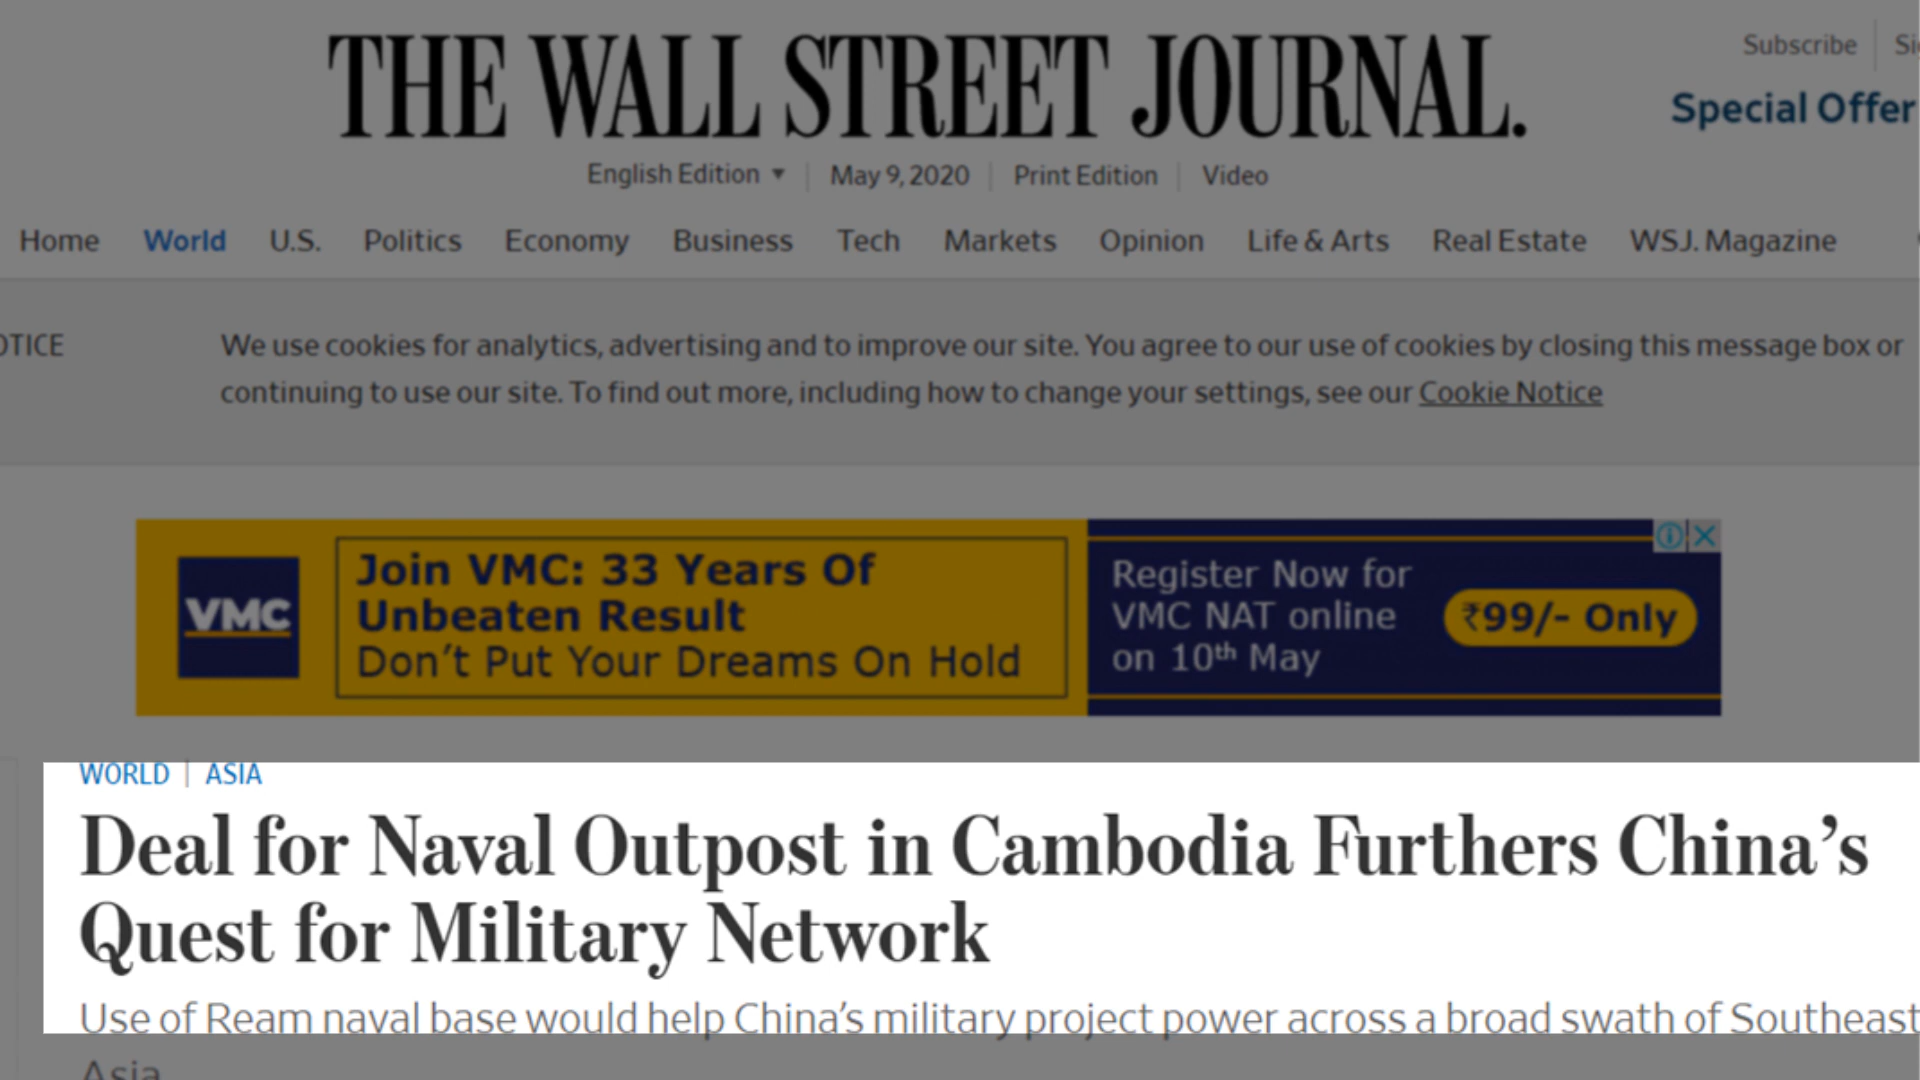 THE WALL STREET JOURNAL.
Subscribe
Special Offer
English Edition ▼ | May 9, 2020 | Print Edition | Video
Home World U.S. Politics Economy Business Tech Markets Opinion Life & Arts Real Estate WSJ. Magazine
OTICE
We use cookies for analytics, advertising and to improve our site. You agree to our use of cookies by closing this message box or
continuing to use our site. To find out more, including how to change your settings, see our Cookie Notice
VMC
Join VMC: 33 Years Of
Unbeaten Result
Don't Put Your Dreams On Hold
Register Now for
VMC NAT online
on 10th May
₹99/- Only
WORLD | ASIA
Deal for Naval Outpost in Cambodia Furthers China's
Quest for Military Network
Use of Ream naval base would help China's military project power across a broad swath of Southeast
Asia